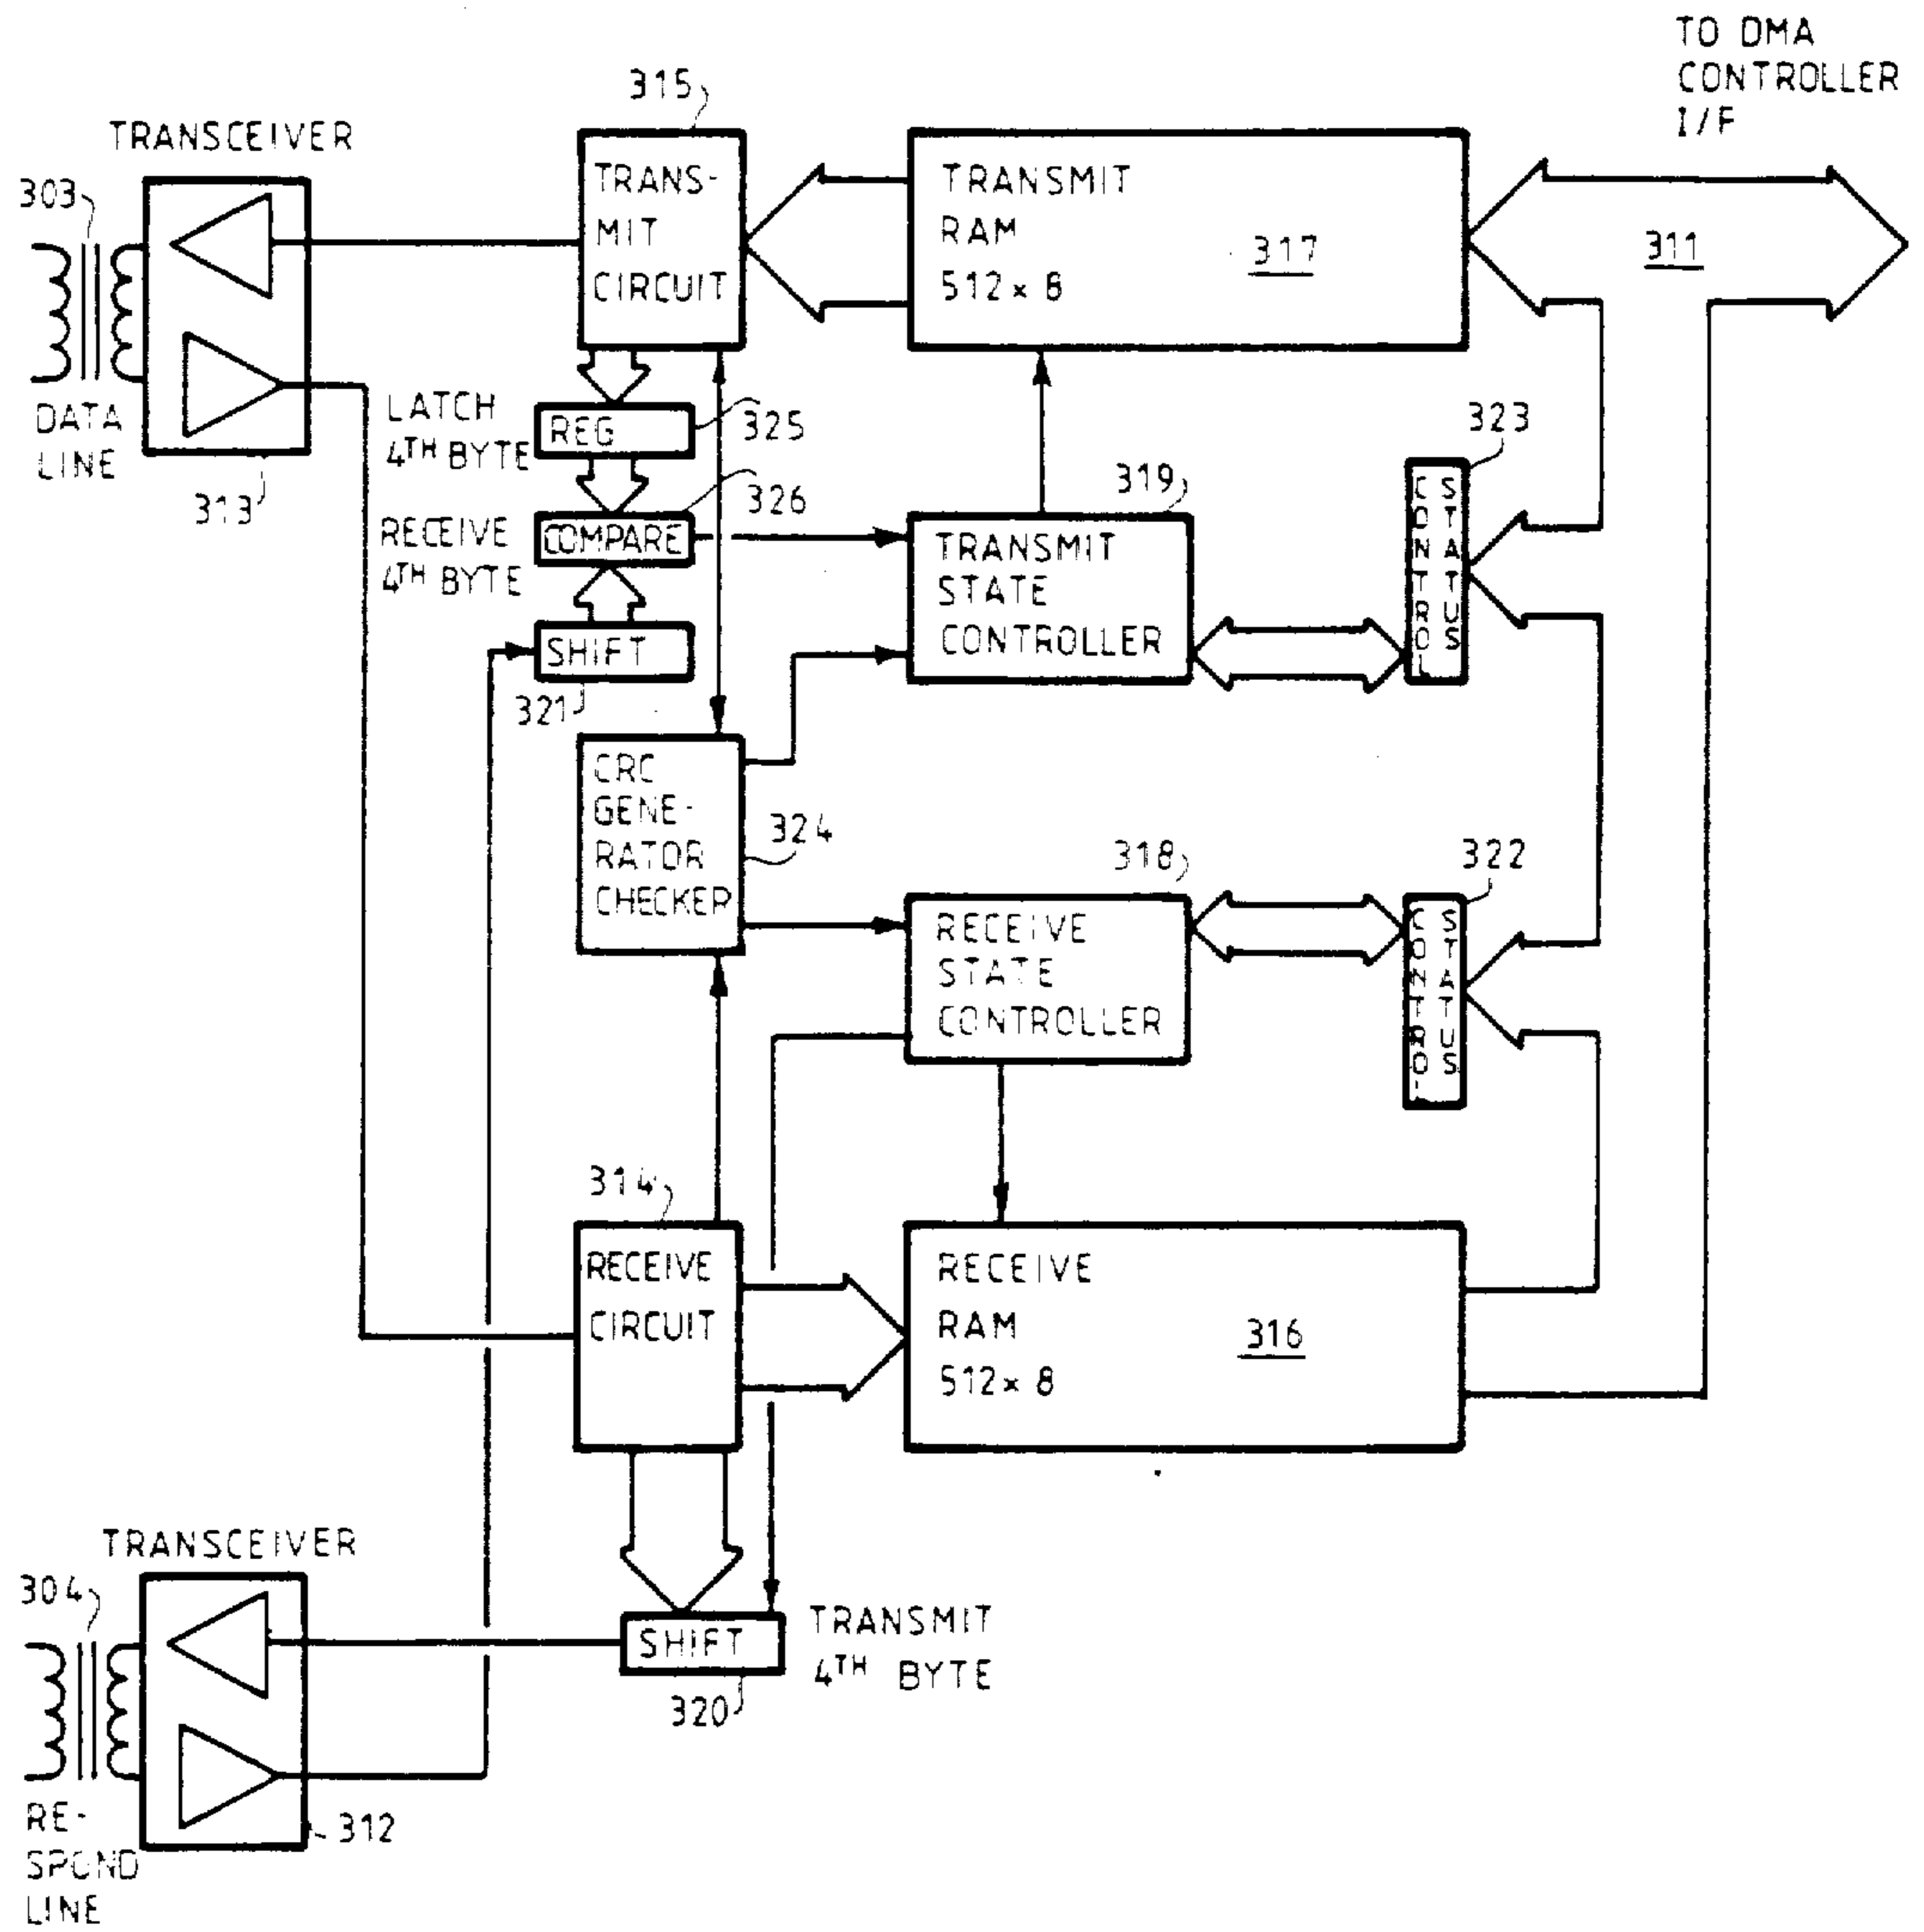 TO DMA
CONTROLLER
I/F
315
TRANSCEIVER
303
TRANS-
MIT
CIRCUIT
TRANSMIT
RAM
512 x 8
317
311
DATA
LINE
313
LATCH
4TH BYTE
REG
325
323
RECEIVE
4TH BYTE
COMPARE
326
319
TRANSMIT
STATE
CONTROLLER
CONTROL
STATUS
SHIFT
321
CRC
GENE-
RATOR
CHECKER
324
318
322
RECEIVE
STATE
CONTROLLER
CONTROL
STATUS
314
RECEIVE
CIRCUIT
RECEIVE
RAM
512 x 8
316
TRANSCEIVER
304
SHIFT
320
TRANSMIT
4TH BYTE
312
RE-
SPOND
LINE